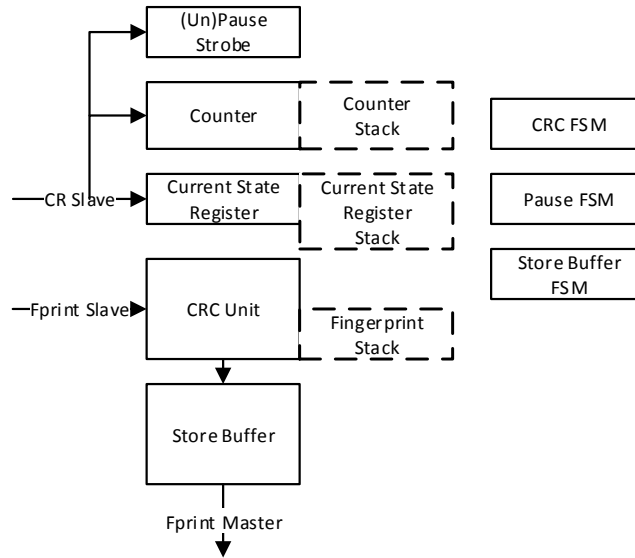 (Un)Pause
Strobe
Counter
Counter
Stack
CRC FSM
CR Slave
Current State
Register
Current State
Register
Stack
Pause FSM
Store Buffer
FSM
Fprint Slave
CRC Unit
Fingerprint
Stack
Store Buffer
Fprint Master